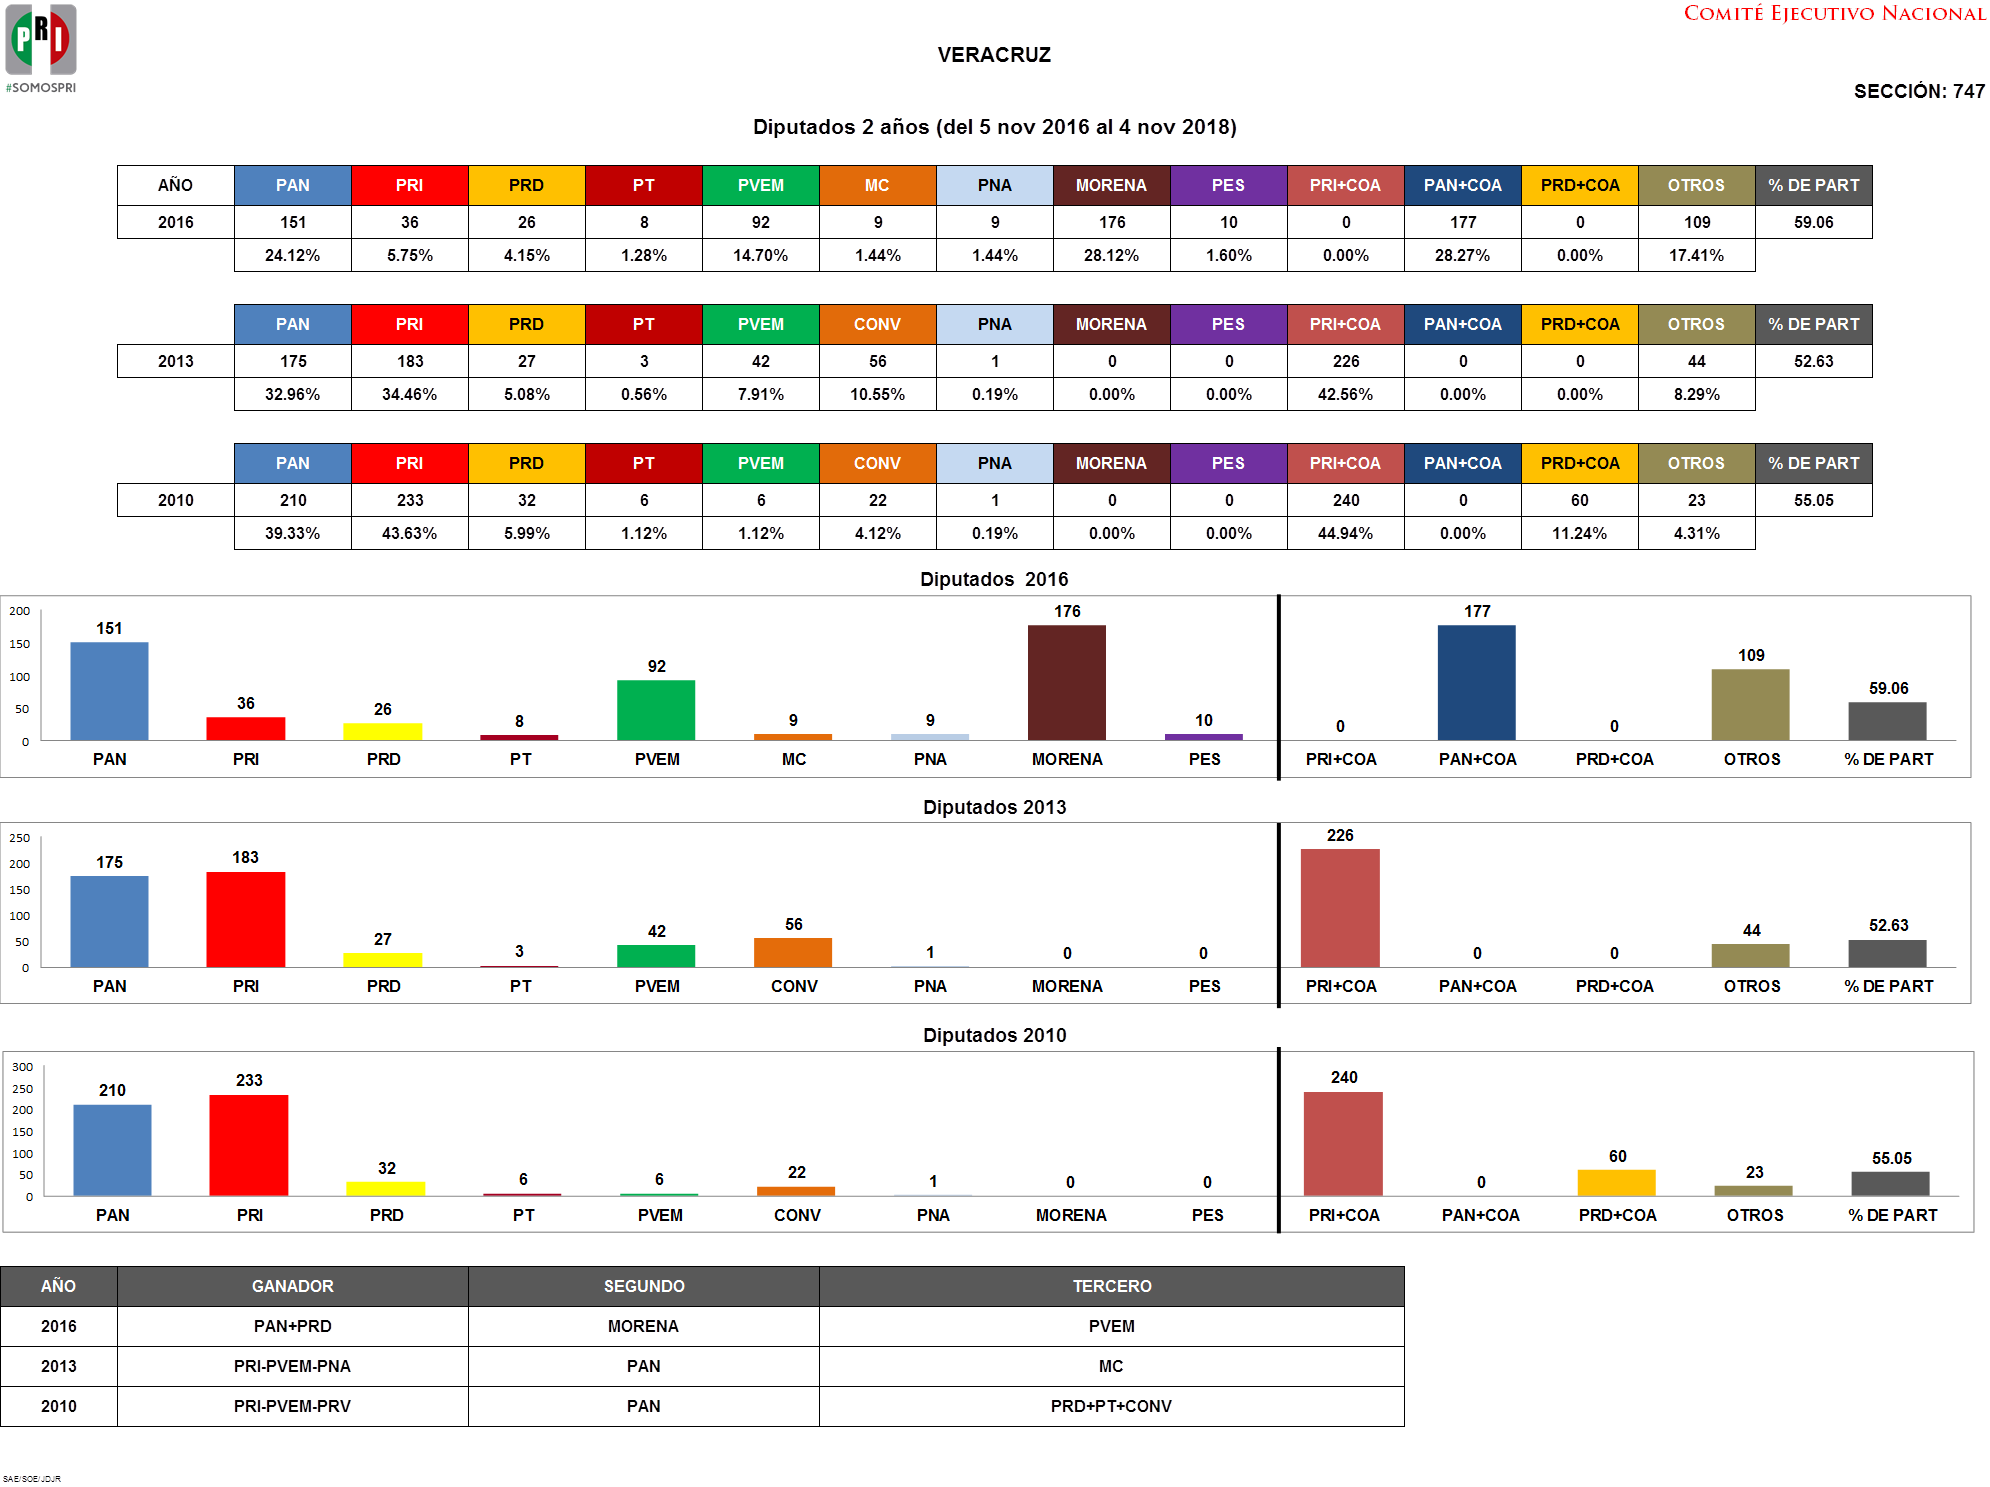 PRI
#SOMOSPRI
COMITÉ EJECUTIVO NACIONAL
VERACRUZ
SECCIÓN: 747
Diputados 2 años (del 5 nov 2016 al 4 nov 2018)
AÑO PAN PRI PRD PT PVEM MC PNA MORENA PES PRI+COA PAN+COA PRD+COA OTROS % DE PART
2016 151 36 26 8 92 9 9 176 10 0 177 0 109 59.06
24.12% 5.75% 4.15% 1.28% 14.70% 1.44% 1.44% 28.12% 1.60% 0.00% 28.27% 0.00% 17.41%
PAN PRI PRD PT PVEM CONV PNA MORENA PES PRI+COA PAN+COA PRD+COA OTROS % DE PART
2013 175 183 27 3 42 56 1 0 0 226 0 0 44 52.63
32.96% 34.46% 5.08% 0.56% 7.91% 10.55% 0.19% 0.00% 0.00% 42.56% 0.00% 0.00% 8.29%
PAN PRI PRD PT PVEM CONV PNA MORENA PES PRI+COA PAN+COA PRD+COA OTROS % DE PART
2010 210 233 32 6 6 22 1 0 0 240 0 60 23 55.05
39.33% 43.63% 5.99% 1.12% 1.12% 4.12% 0.19% 0.00% 0.00% 44.94% 0.00% 11.24% 4.31%
Diputados 2016
200
150
100
50
0
151 36 26 8 92 9 9 176 10 0 177 0 109 59.06
PAN PRI PRD PT PVEM MC PNA MORENA PES PRI+COA PAN+COA PRD+COA OTROS % DE PART
Diputados 2013
250
200
150
100
50
0
175 183 27 3 42 56 1 0 0 226 0 0 44 52.63
PAN PRI PRD PT PVEM CONV PNA MORENA PES PRI+COA PAN+COA PRD+COA OTROS % DE PART
Diputados 2010
300
250
200
150
100
50
0
210 233 32 6 6 22 1 0 0 240 0 60 23 55.05
PAN PRI PRD PT PVEM CONV PNA MORENA PES PRI+COA PAN+COA PRD+COA OTROS % DE PART
AÑO GANADOR SEGUNDO TERCERO
2016 PAN+PRD MORENA PVEM
2013 PRI-PVEM-PNA PAN MC
2010 PRI-PVEM-PRV PAN PRD+PT+CONV
SAE/SOE/JDJR